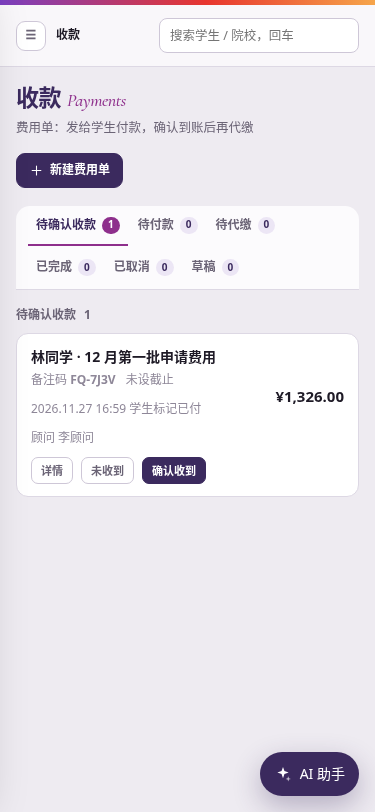 ☰ 收款 搜索学生 / 院校，回车
收款 Payments
费用单：发给学生付款，确认到账后再代缴
＋ 新建费用单
待确认收款 1 待付款 0 待代缴 0
已完成 0 已取消 0 草稿 0
待确认收款 1
林同学 · 12 月第一批申请费用
备注码 FQ-7J3V 未设截止
¥1,326.00
2026.11.27 16:59 学生标记已付
顾问 李顾问
详情 未收到 确认收到
AI 助手